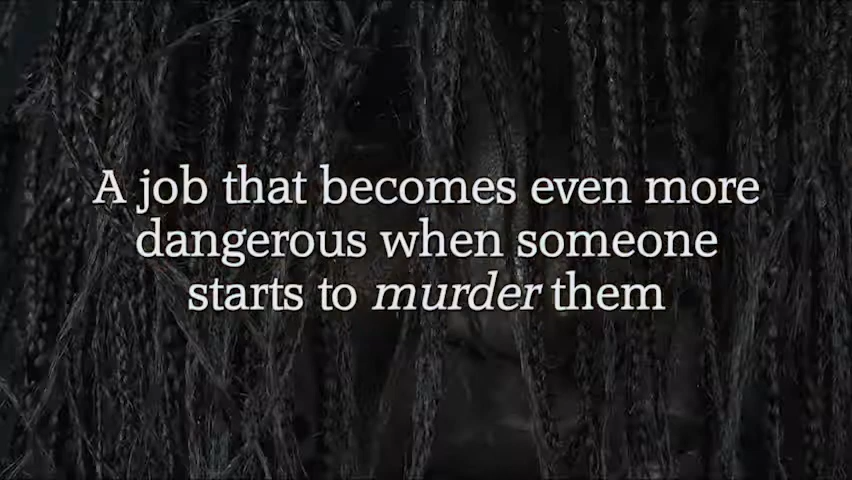 A job that becomes even more
dangerous when someone
starts to murder them